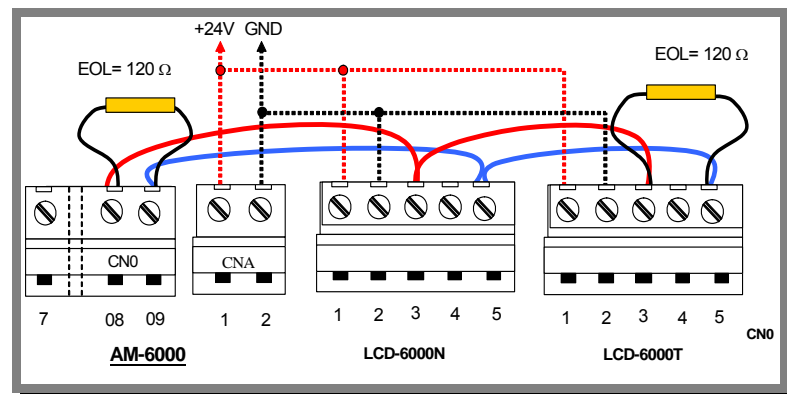 +24V GND
EOL= 120 Ω
EOL= 120 Ω
CN0
CNA
7 08 09 1 2 1 2 3 4 5 1 2 3 4 5
CN0
AM-6000
LCD-6000N
LCD-6000T